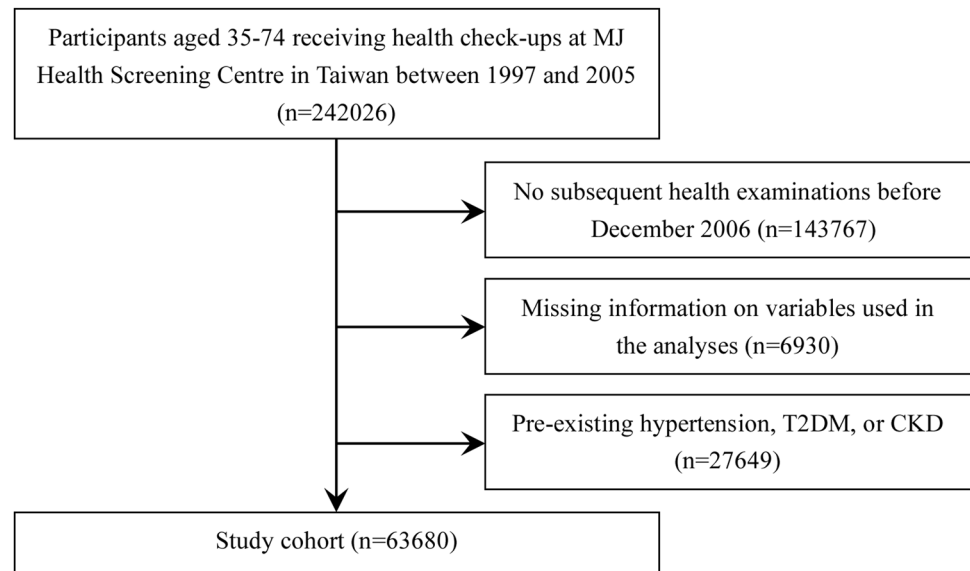 Participants aged 35-74 receiving health check-ups at MJ
Health Screening Centre in Taiwan between 1997 and 2005
(n=242026)
No subsequent health examinations before
December 2006 (n=143767)
Missing information on variables used in
the analyses (n=6930)
Pre-existing hypertension, T2DM, or CKD
(n=27649)
Study cohort (n=63680)